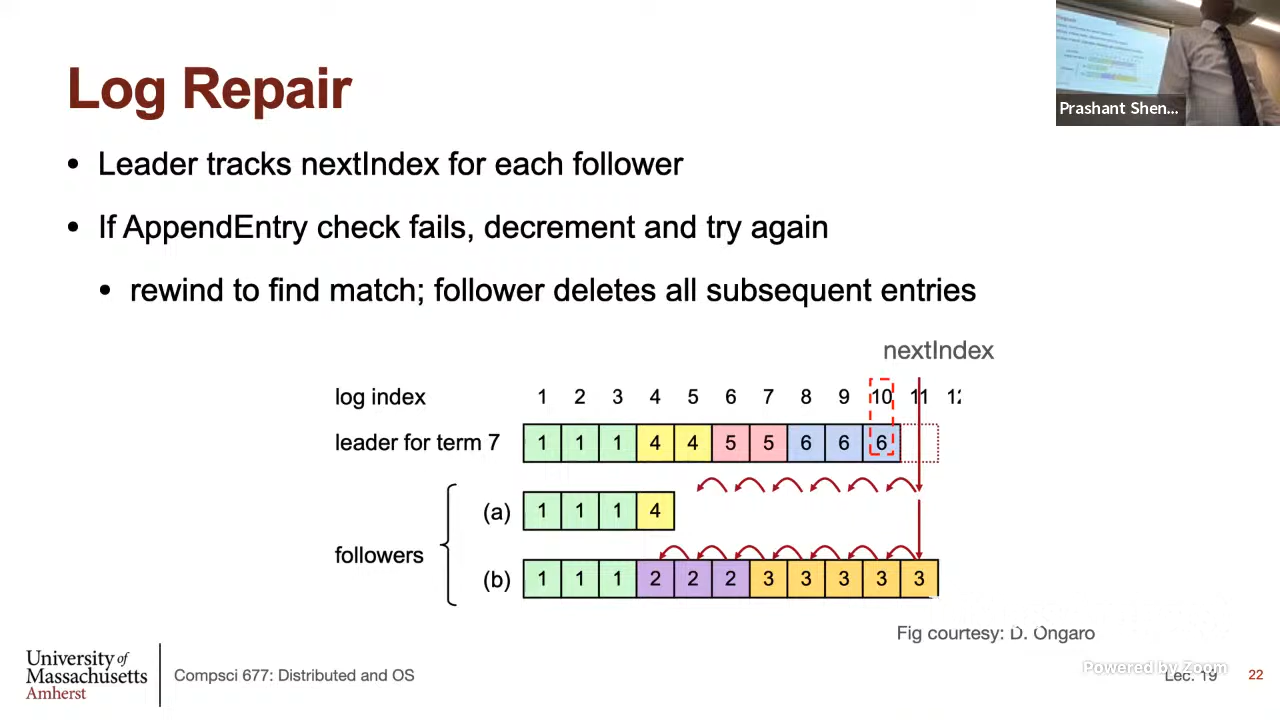 Log Repair
Prashant Shen...
• Leader tracks nextIndex for each follower
• If AppendEntry check fails, decrement and try again
• rewind to find match; follower deletes all subsequent entries
nextIndex
log index 1 2 3 4 5 6 7 8 9 10 11 12
leader for term 7 1 1 1 4 4 5 5 6 6 6
(a) 1 1 1 4
followers
(b) 1 1 1 2 2 2 3 3 3 3 3
Fig courtesy: D. Ongaro
Powered by Zoom
University of
Massachusetts
Amherst
Compsci 677: Distributed and OS
Lec. 19
22